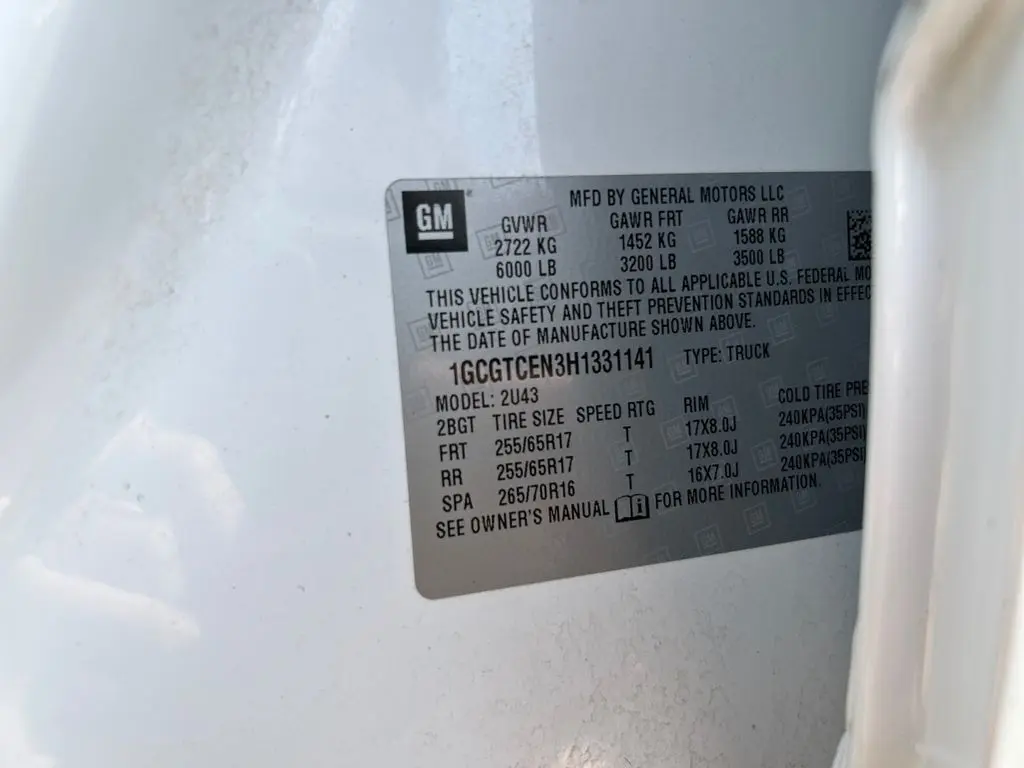 GM
MFD BY GENERAL MOTORS LLC
GVWR GAWR FRT GAWR RR
2722 KG 1452 KG 1588 KG
6000 LB 3200 LB 3500 LB
THIS VEHICLE CONFORMS TO ALL APPLICABLE U.S. FEDERAL MO
VEHICLE SAFETY AND THEFT PREVENTION STANDARDS IN EFFEC
THE DATE OF MANUFACTURE SHOWN ABOVE.
1GCGTCEN3H1331141 TYPE: TRUCK
MODEL: 2U43
2BGT TIRE SIZE SPEED RTG RIM COLD TIRE PRE
FRT 255/65R17 T 17X8.0J 240KPA(35PSI)
RR 255/65R17 T 17X8.0J 240KPA(35PSI)
SPA 265/70R16 T 16X7.0J 240KPA(35PSI)
SEE OWNER'S MANUAL FOR MORE INFORMATION.